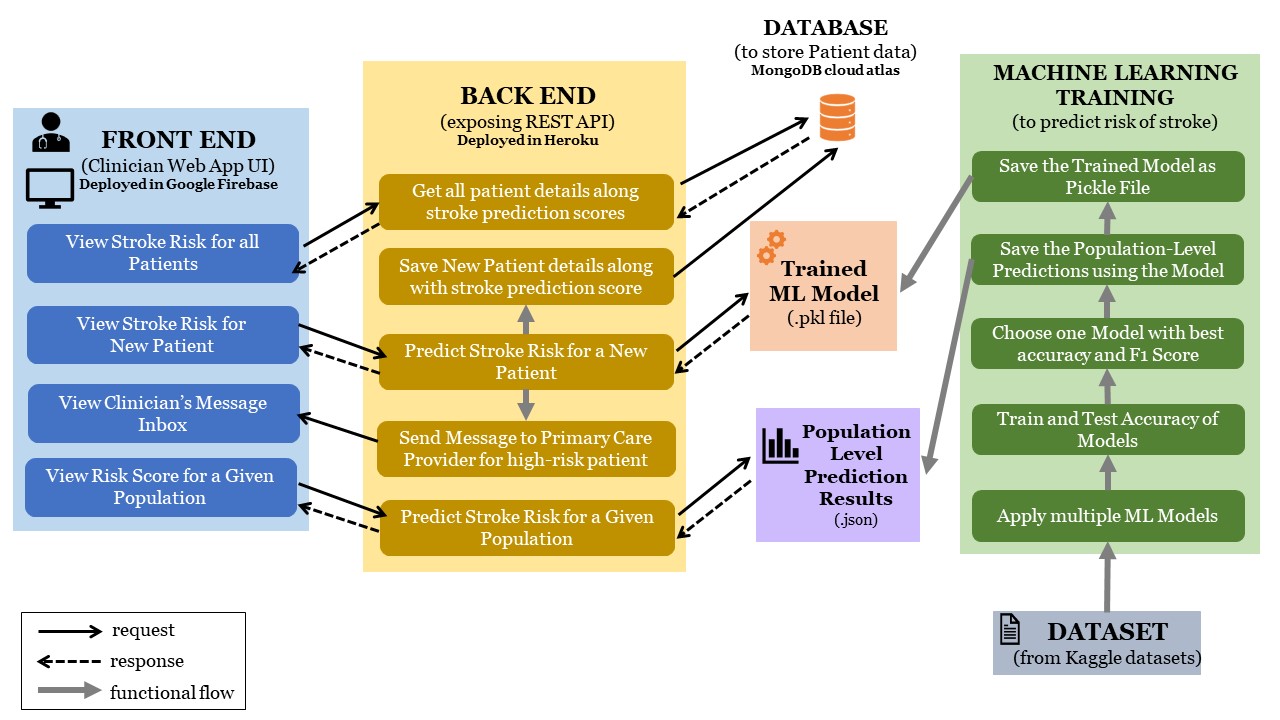 DATABASE
(to store Patient data)
MongoDB cloud atlas
FRONT END
(Clinician Web App UI)
Deployed in Google Firebase
View Stroke Risk for all
Patients
View Stroke Risk for
New Patient
View Clinician’s Message
Inbox
View Risk Score for a Given
Population
BACK END
(exposing REST API)
Deployed in Heroku
Get all patient details along
stroke prediction scores
Save New Patient details along
with stroke prediction score
Predict Stroke Risk for a New
Patient
Send Message to Primary Care
Provider for high-risk patient
Predict Stroke Risk for a Given
Population
Trained
ML Model
(.pkl file)
Population
Level
Prediction
Results
(.json)
MACHINE LEARNING
TRAINING
(to predict risk of stroke)
Save the Trained Model as
Pickle File
Save the Population-Level
Predictions using the Model
Choose one Model with best
accuracy and F1 Score
Train and Test Accuracy of
Models
Apply multiple ML Models
DATASET
(from Kaggle datasets)
request
response
functional flow